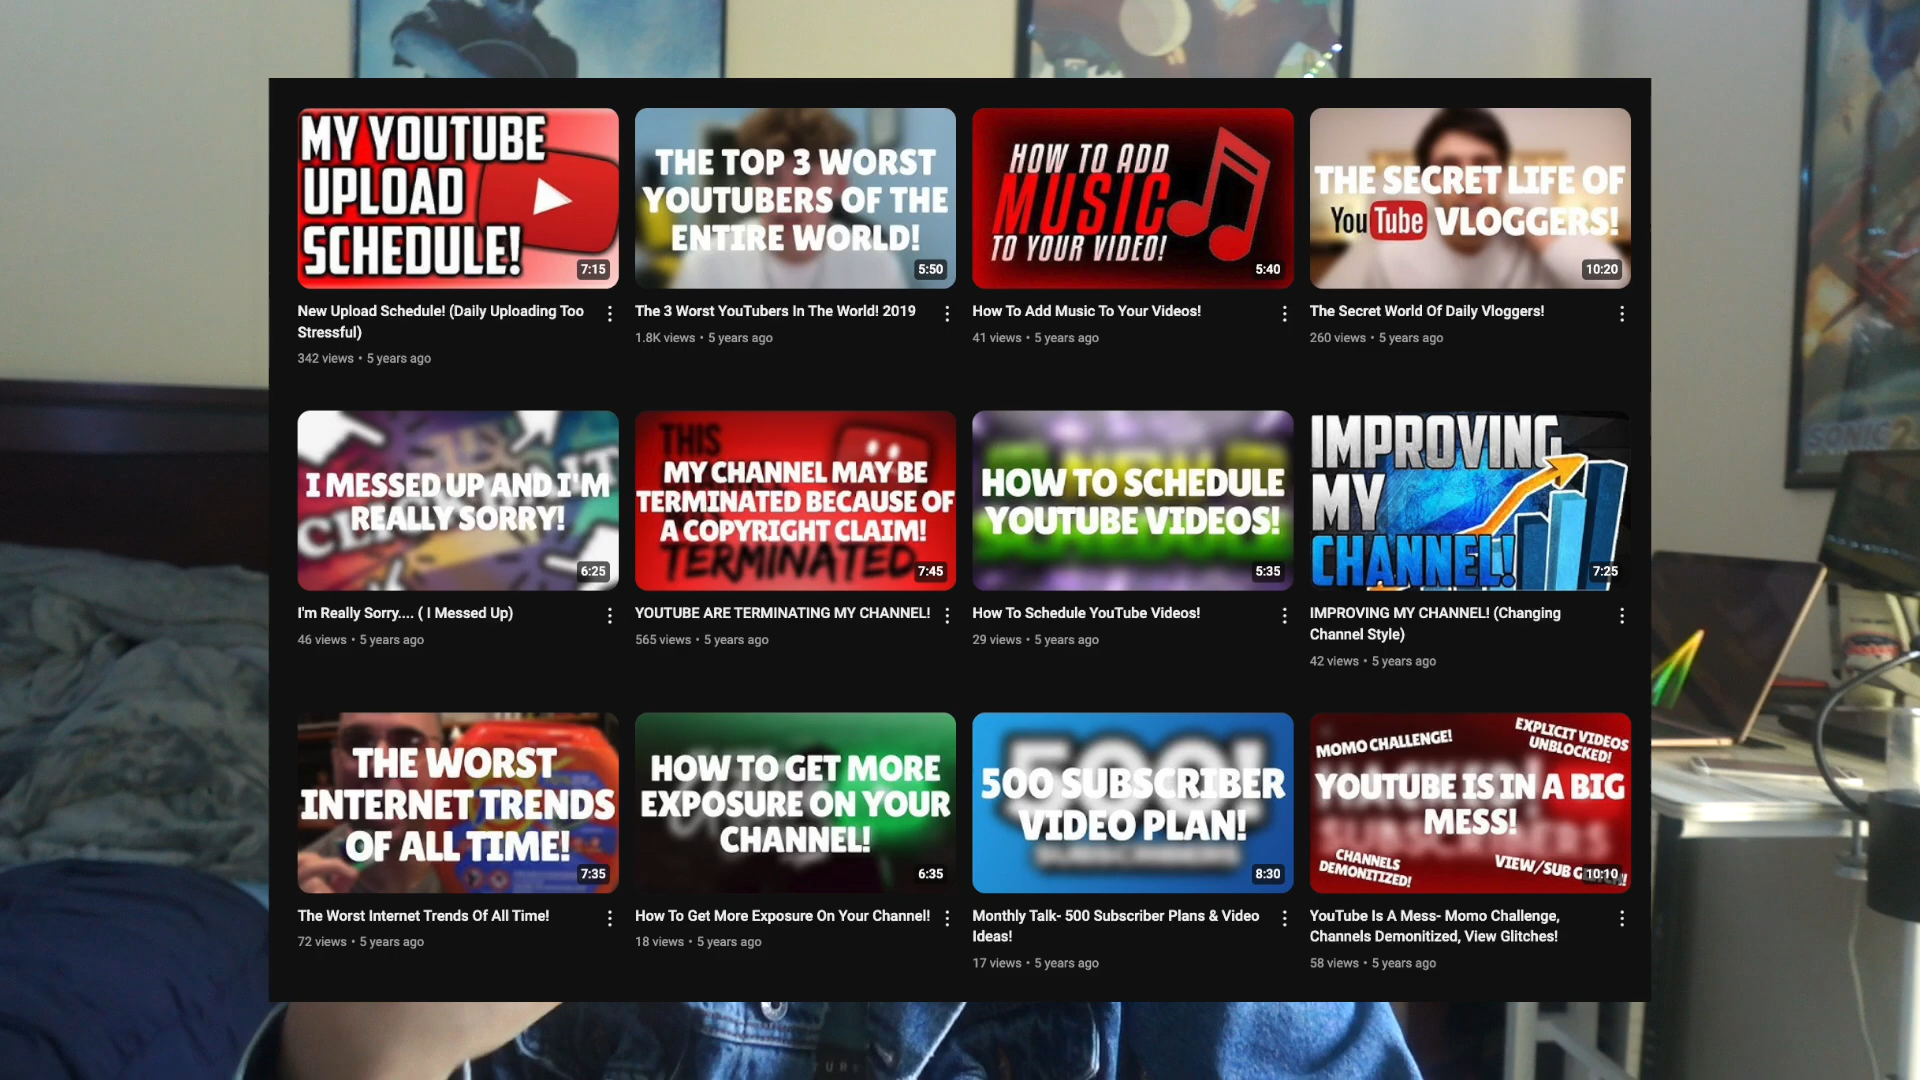 MY YOUTUBE
UPLOAD
SCHEDULE!
7:15
New Upload Schedule! (Daily Uploading Too
Stressful)
342 views • 5 years ago
THE TOP 3 WORST
YOUTUBERS OF THE
ENTIRE WORLD!
5:50
The 3 Worst YouTubers In The World! 2019
1.8K views • 5 years ago
HOW TO ADD
MUSIC
TO YOUR VIDEO!
5:40
How To Add Music To Your Videos!
41 views • 5 years ago
THE SECRET LIFE OF
YouTube VLOGGERS!
10:20
The Secret World Of Daily Vloggers!
260 views • 5 years ago
I MESSED UP AND I'M
REALLY SORRY!
6:25
I'm Really Sorry.... ( I Messed Up)
46 views • 5 years ago
THIS
MY CHANNEL MAY BE
TERMINATED BECAUSE OF
A COPYRIGHT CLAIM!
TERMINATED
7:45
YOUTUBE ARE TERMINATING MY CHANNEL!
565 views • 5 years ago
HOW TO SCHEDULE
YOUTUBE VIDEOS!
5:35
How To Schedule YouTube Videos!
29 views • 5 years ago
IMPROVING
MY
CHANNEL!
7:25
IMPROVING MY CHANNEL! (Changing
Channel Style)
42 views • 5 years ago
THE WORST
INTERNET TRENDS
OF ALL TIME!
7:35
The Worst Internet Trends Of All Time!
72 views • 5 years ago
HOW TO GET MORE
EXPOSURE ON YOUR
CHANNEL!
6:35
How To Get More Exposure On Your Channel!
18 views • 5 years ago
500!
500 SUBSCRIBER
VIDEO PLAN!
SUBSCRIBERS
8:30
Monthly Talk- 500 Subscriber Plans & Video
Ideas!
17 views • 5 years ago
MOMO CHALLENGE!
EXPLICIT VIDEOS
UNBLOCKED!
YOUTUBE IS IN A BIG
MESS!
SUBSCRIBERS
CHANNELS
DEMONITIZED!
VIEW/SUB
10:10
YouTube Is A Mess- Momo Challenge,
Channels Demonitized, View Glitches!
58 views • 5 years ago
SONIC 2